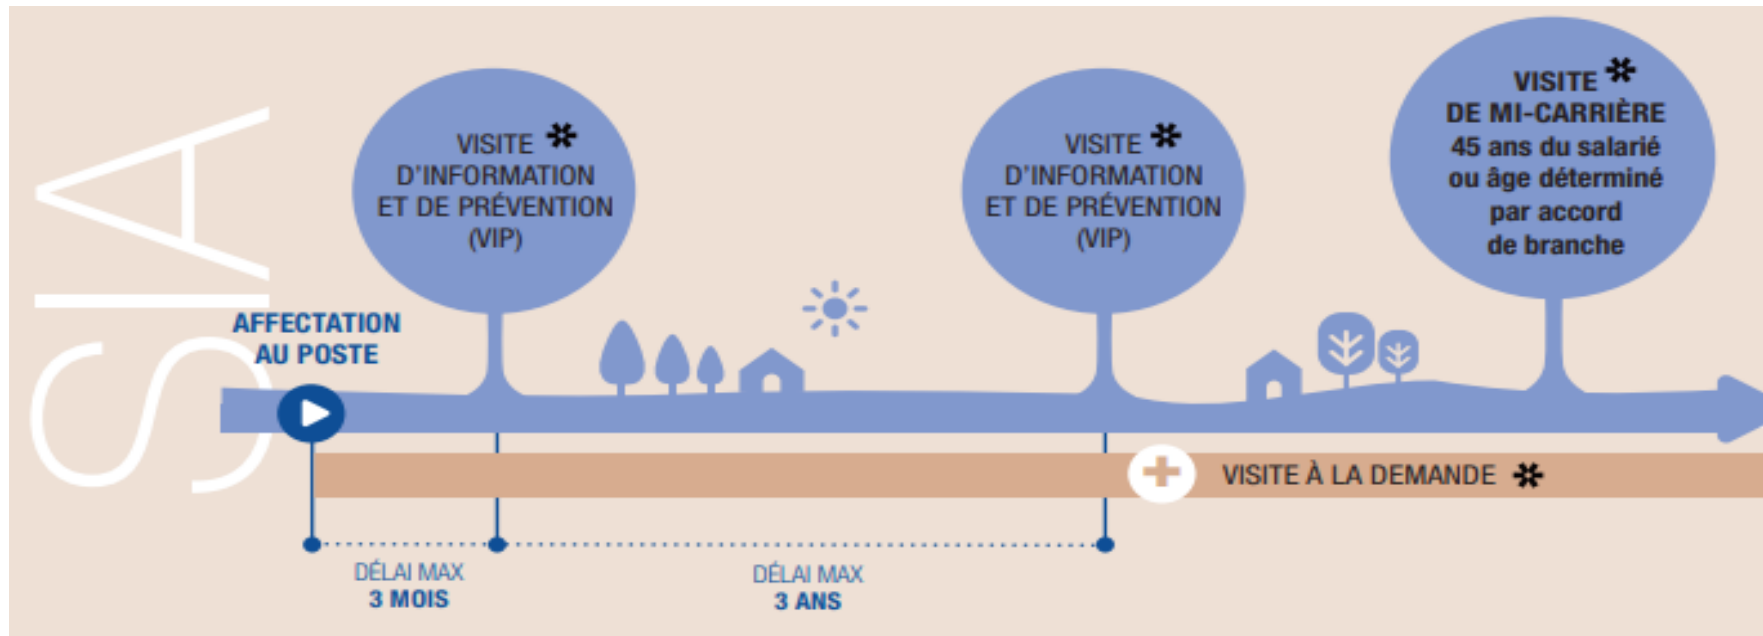 SIA
AFFECTATION
AU POSTE
VISITE *
D'INFORMATION
ET DE PRÉVENTION
(VIP)
VISITE *
D'INFORMATION
ET DE PRÉVENTION
(VIP)
VISITE *
DE MI-CARRIÈRE
45 ans du salarié
ou âge déterminé
par accord
de branche
VISITE À LA DEMANDE *
DÉLAI MAX
3 MOIS
DÉLAI MAX
3 ANS